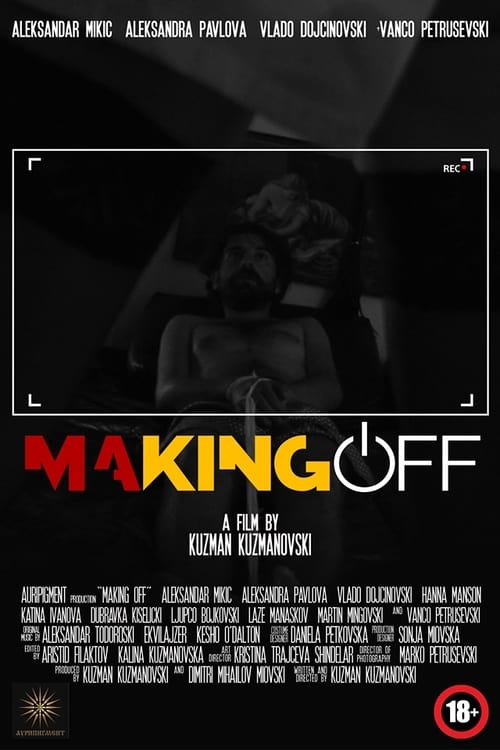 ALEKSANDAR MIKIC ALEKSANDRA PAVLOVA VLADO DOJCINOVSKI VANCO PETRUSEVSKI
REC
MAKINGOFF
A FILM BY
KUZMAN KUZMANOVSKI
AURIPIGMENT PRODUCTION "MAKING OFF" ALEKSANDAR MIKIC ALEKSANDRA PAVLOVA VLADO DOJCINOVSKI HANNA MANSON
KATINA IVANOVA DUBRAVKA KISELICKI LJUPCO BOJKOVSKI LAZE MANASKOV MARTIN MINGOVSKI AND VANCO PETRUSEVSKI
ORIGINAL MUSIC BY ALEKSANDAR TODOROSKI EKVILAJZER KESHO O'DALTON COSTUME DESIGNER DANIELA PETKOVSKA PRODUCTION DESIGNER SONJA MIOVSKA
EDITED BY ARISTID FILAKTOV KALINA KUZMANOVSKA ART DIRECTOR KRISTINA TRAJCEVA SHINDELAR DIRECTOR OF PHOTOGRAPHY MARKO PETRUSEVSKI
PRODUCED BY KUZMAN KUZMANOVSKI AND DIMITRI MIHAILOV MIOVSKI WRITTEN AND DIRECTED BY KUZMAN KUZMANOVSKI
АУРИПИГМЕНТ
18+